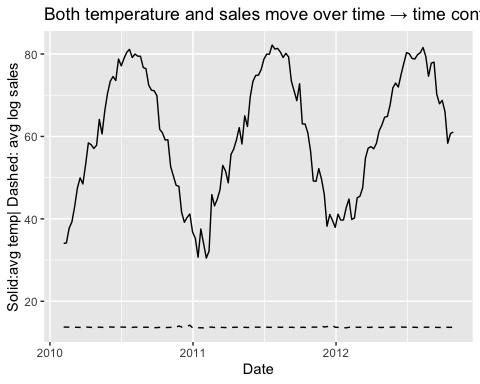 Both temperature and sales move over time → time
Solid:avg temp| Dashed: avg log sales
80
60
40
20
2010
2011
2012
Date